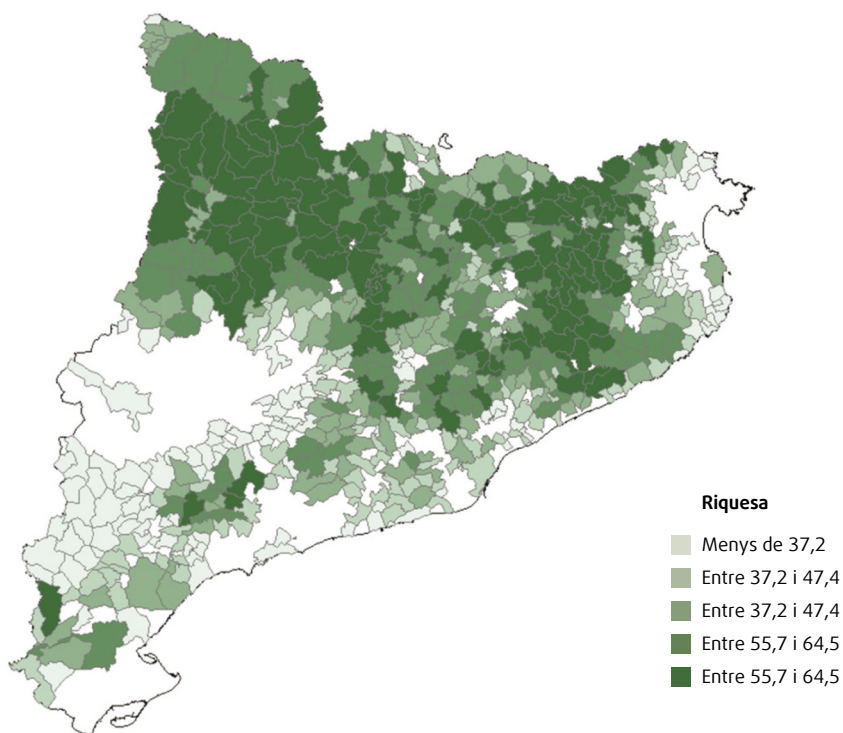 Riquesa
Menys de 37,2
Entre 37,2 i 47,4
Entre 37,2 i 47,4
Entre 55,7 i 64,5
Entre 55,7 i 64,5